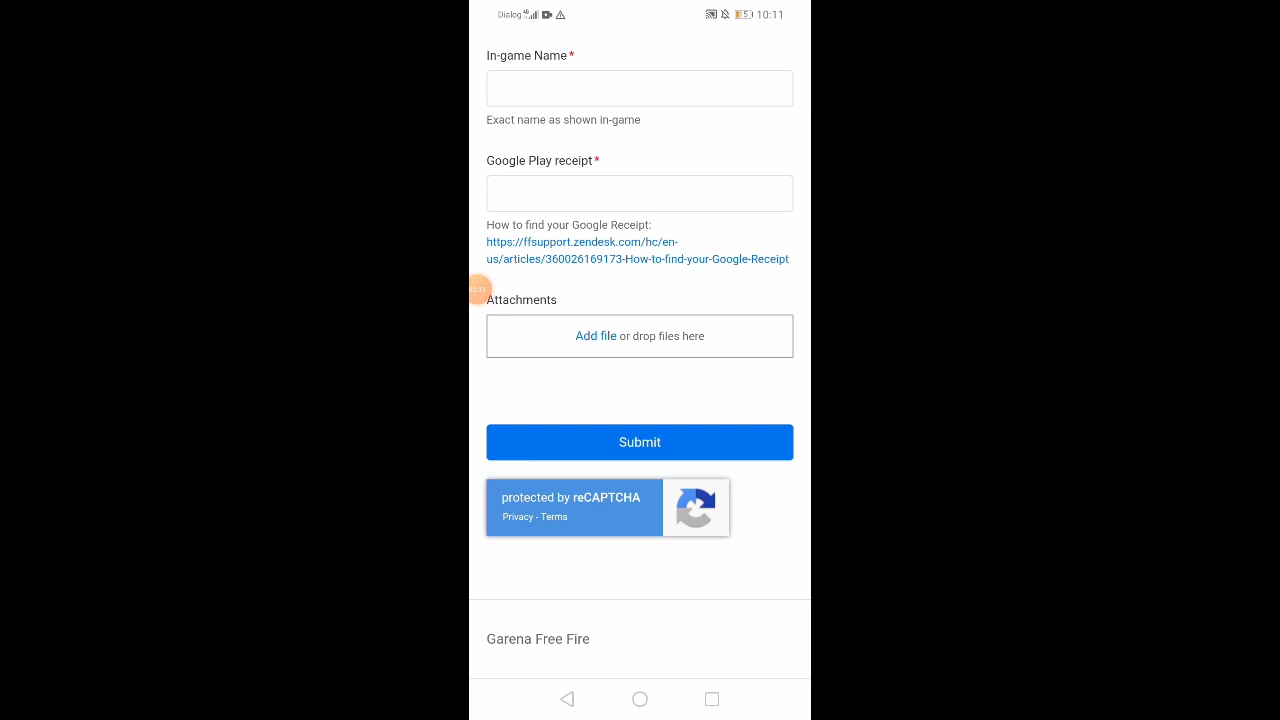 Dialog 4G 5 10:11
In-game Name*
Exact name as shown in-game
Google Play receipt*
How to find your Google Receipt:
https://ffsupport.zendesk.com/hc/en-
us/articles/360026169173-How-to-find-your-Google-Receipt
Attachments
Add file or drop files here
Submit
protected by reCAPTCHA
Privacy - Terms
Garena Free Fire